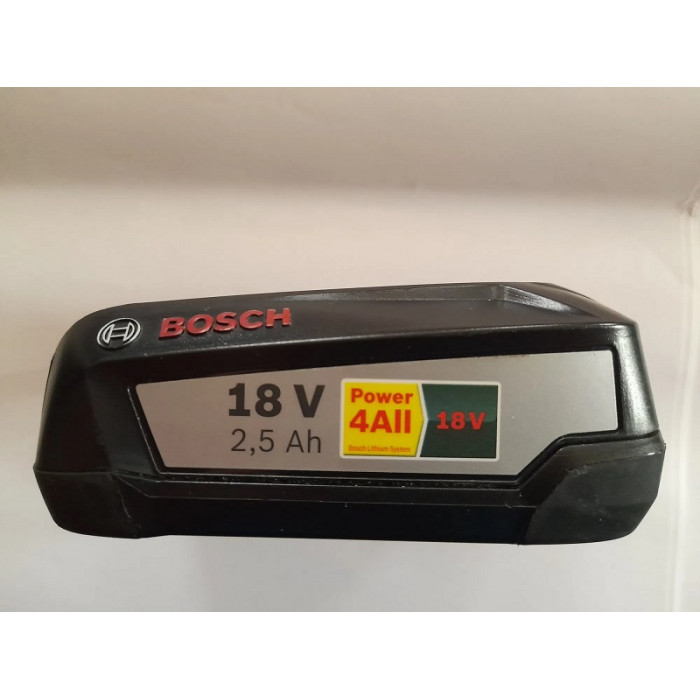 BOSCH
18 V
2,5 Ah
Power
4All
Bosch Lithium System
18V